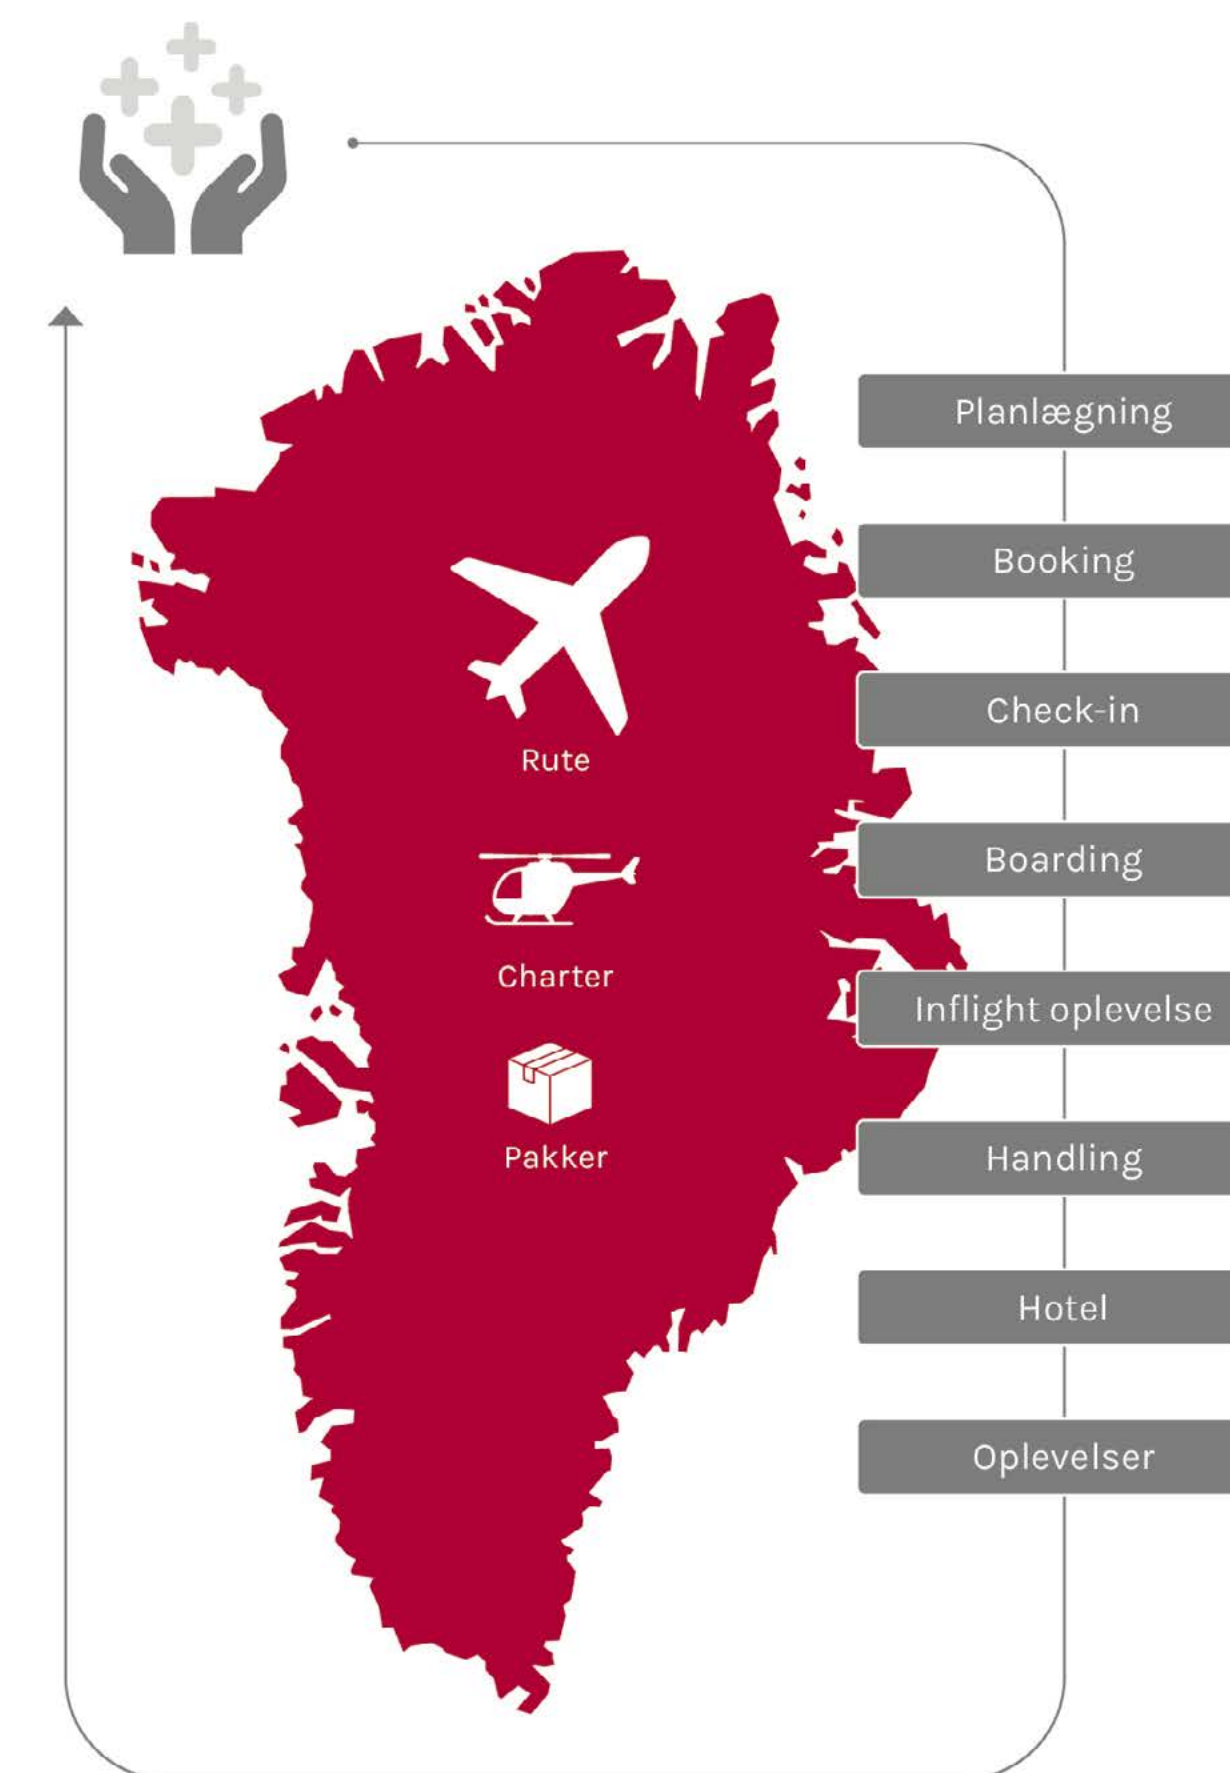 Planlægning
Booking
Check-in
Boarding
Inflight oplevelse
Handling
Hotel
Oplevelser
Rute
Charter
Pakker